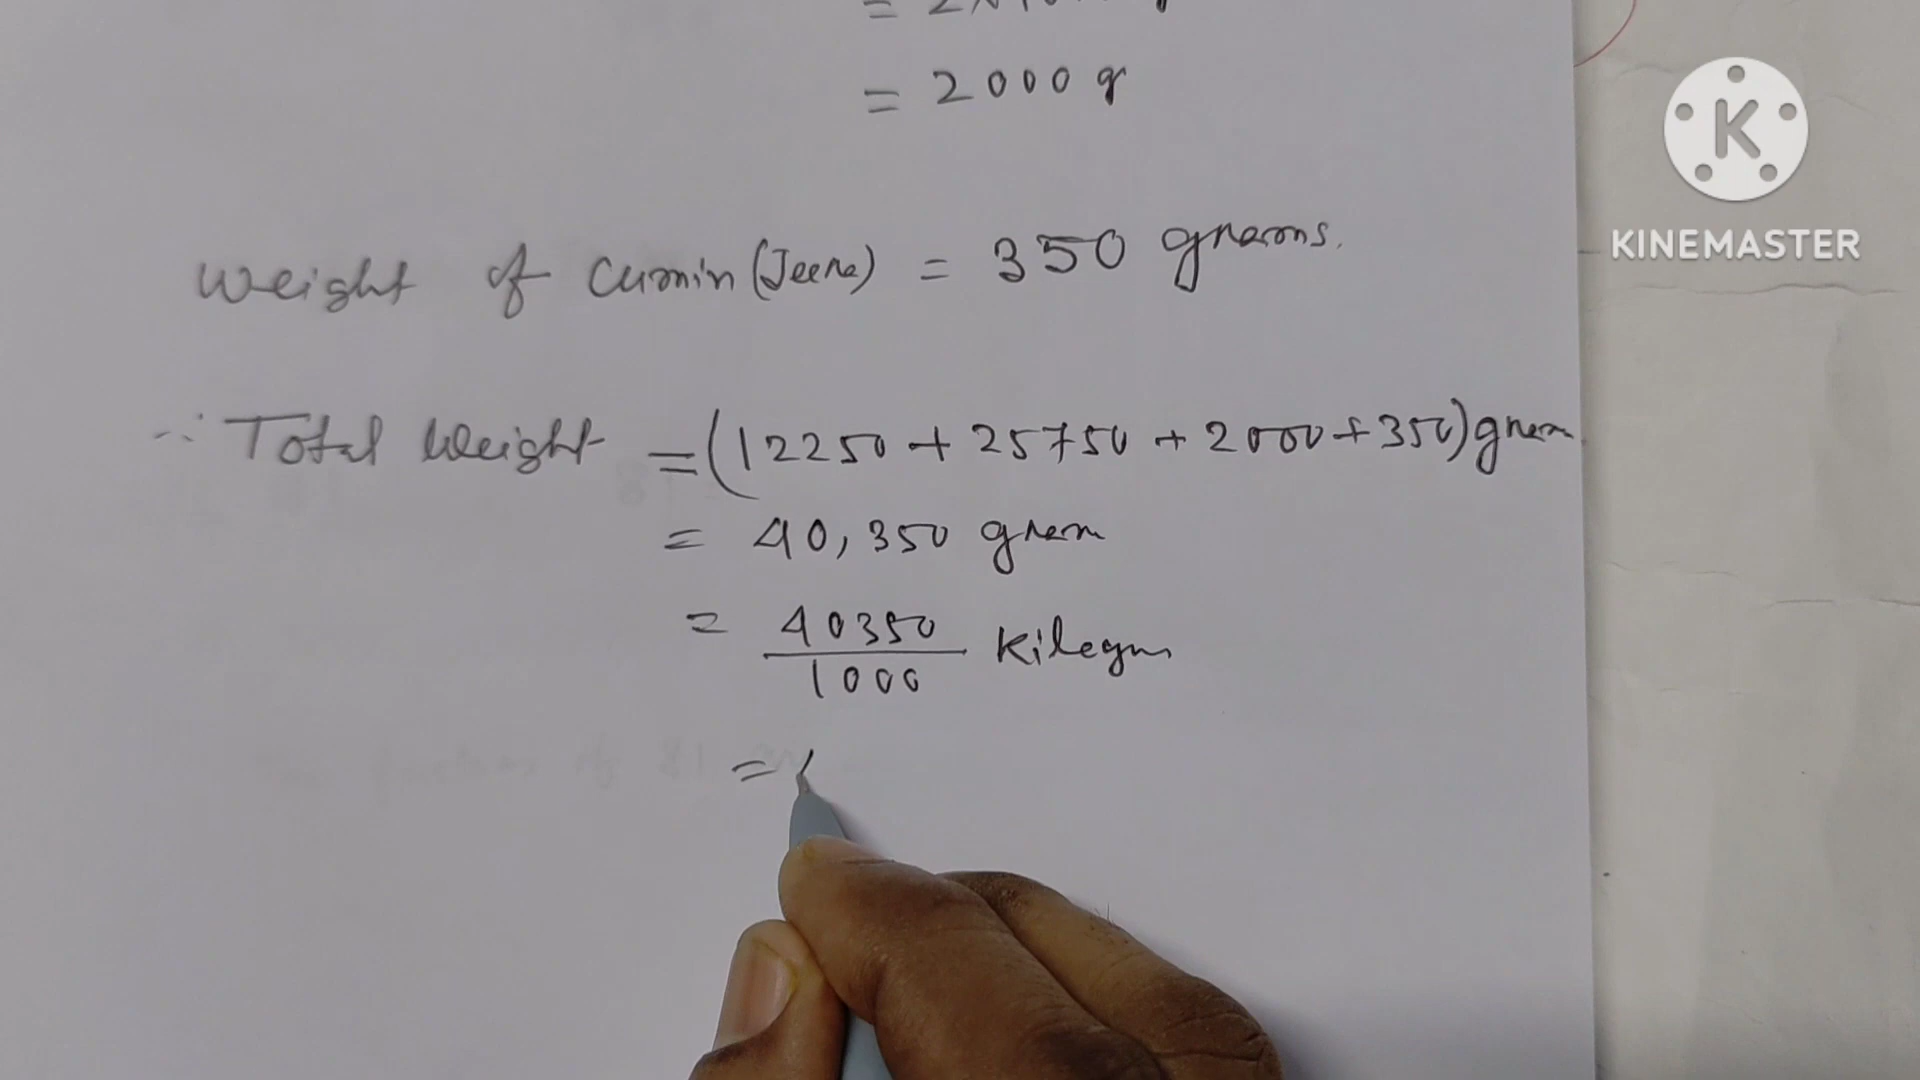 = 2000 g
K
KINEMASTER
Weight of Cumin (Jeera) = 350 grams.
∴ Total Weight = (12250 + 25750 + 2000 + 350) gram
= 40,350 gram
= 40350
1000 Kilogm
=